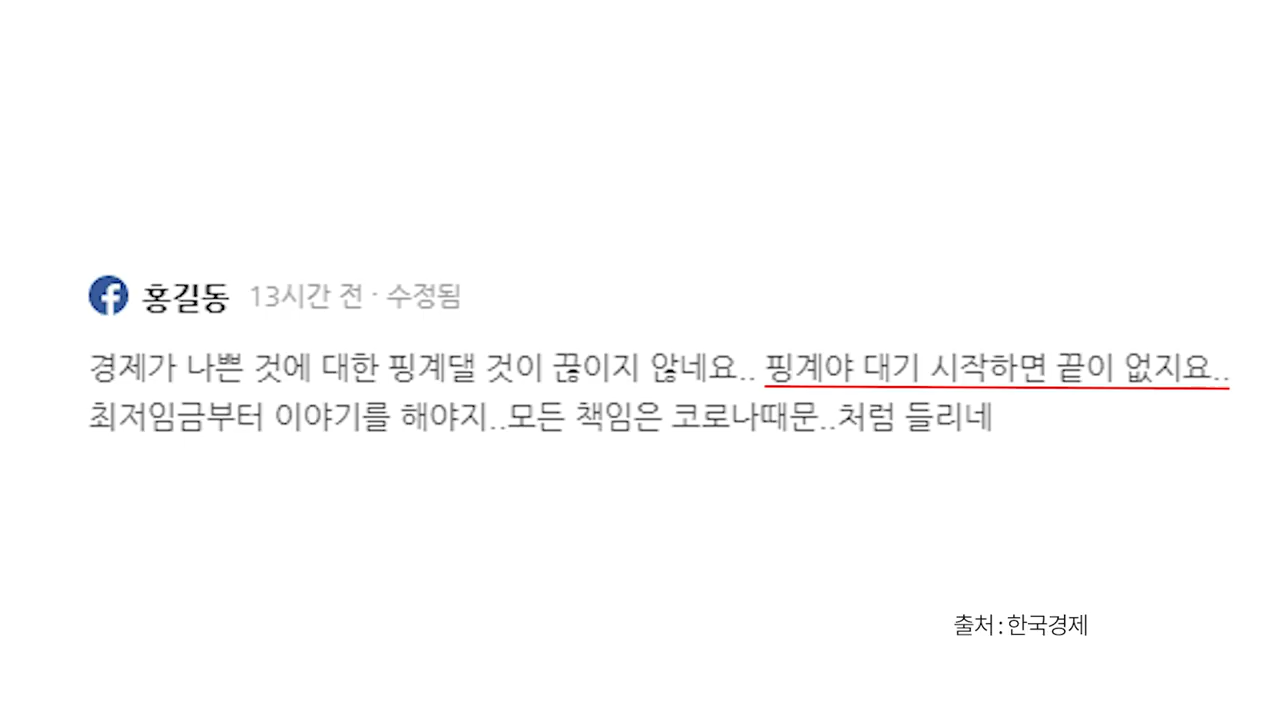 홍길동 13시간 전 · 수정됨
경제가 나쁜 것에 대한 핑계댈 것이 끊이지 않네요.. 핑계야 대기 시작하면 끝이 없지요..
최저임금부터 이야기를 해야지..모든 책임은 코로나때문..처럼 들리네
출처 : 한국경제